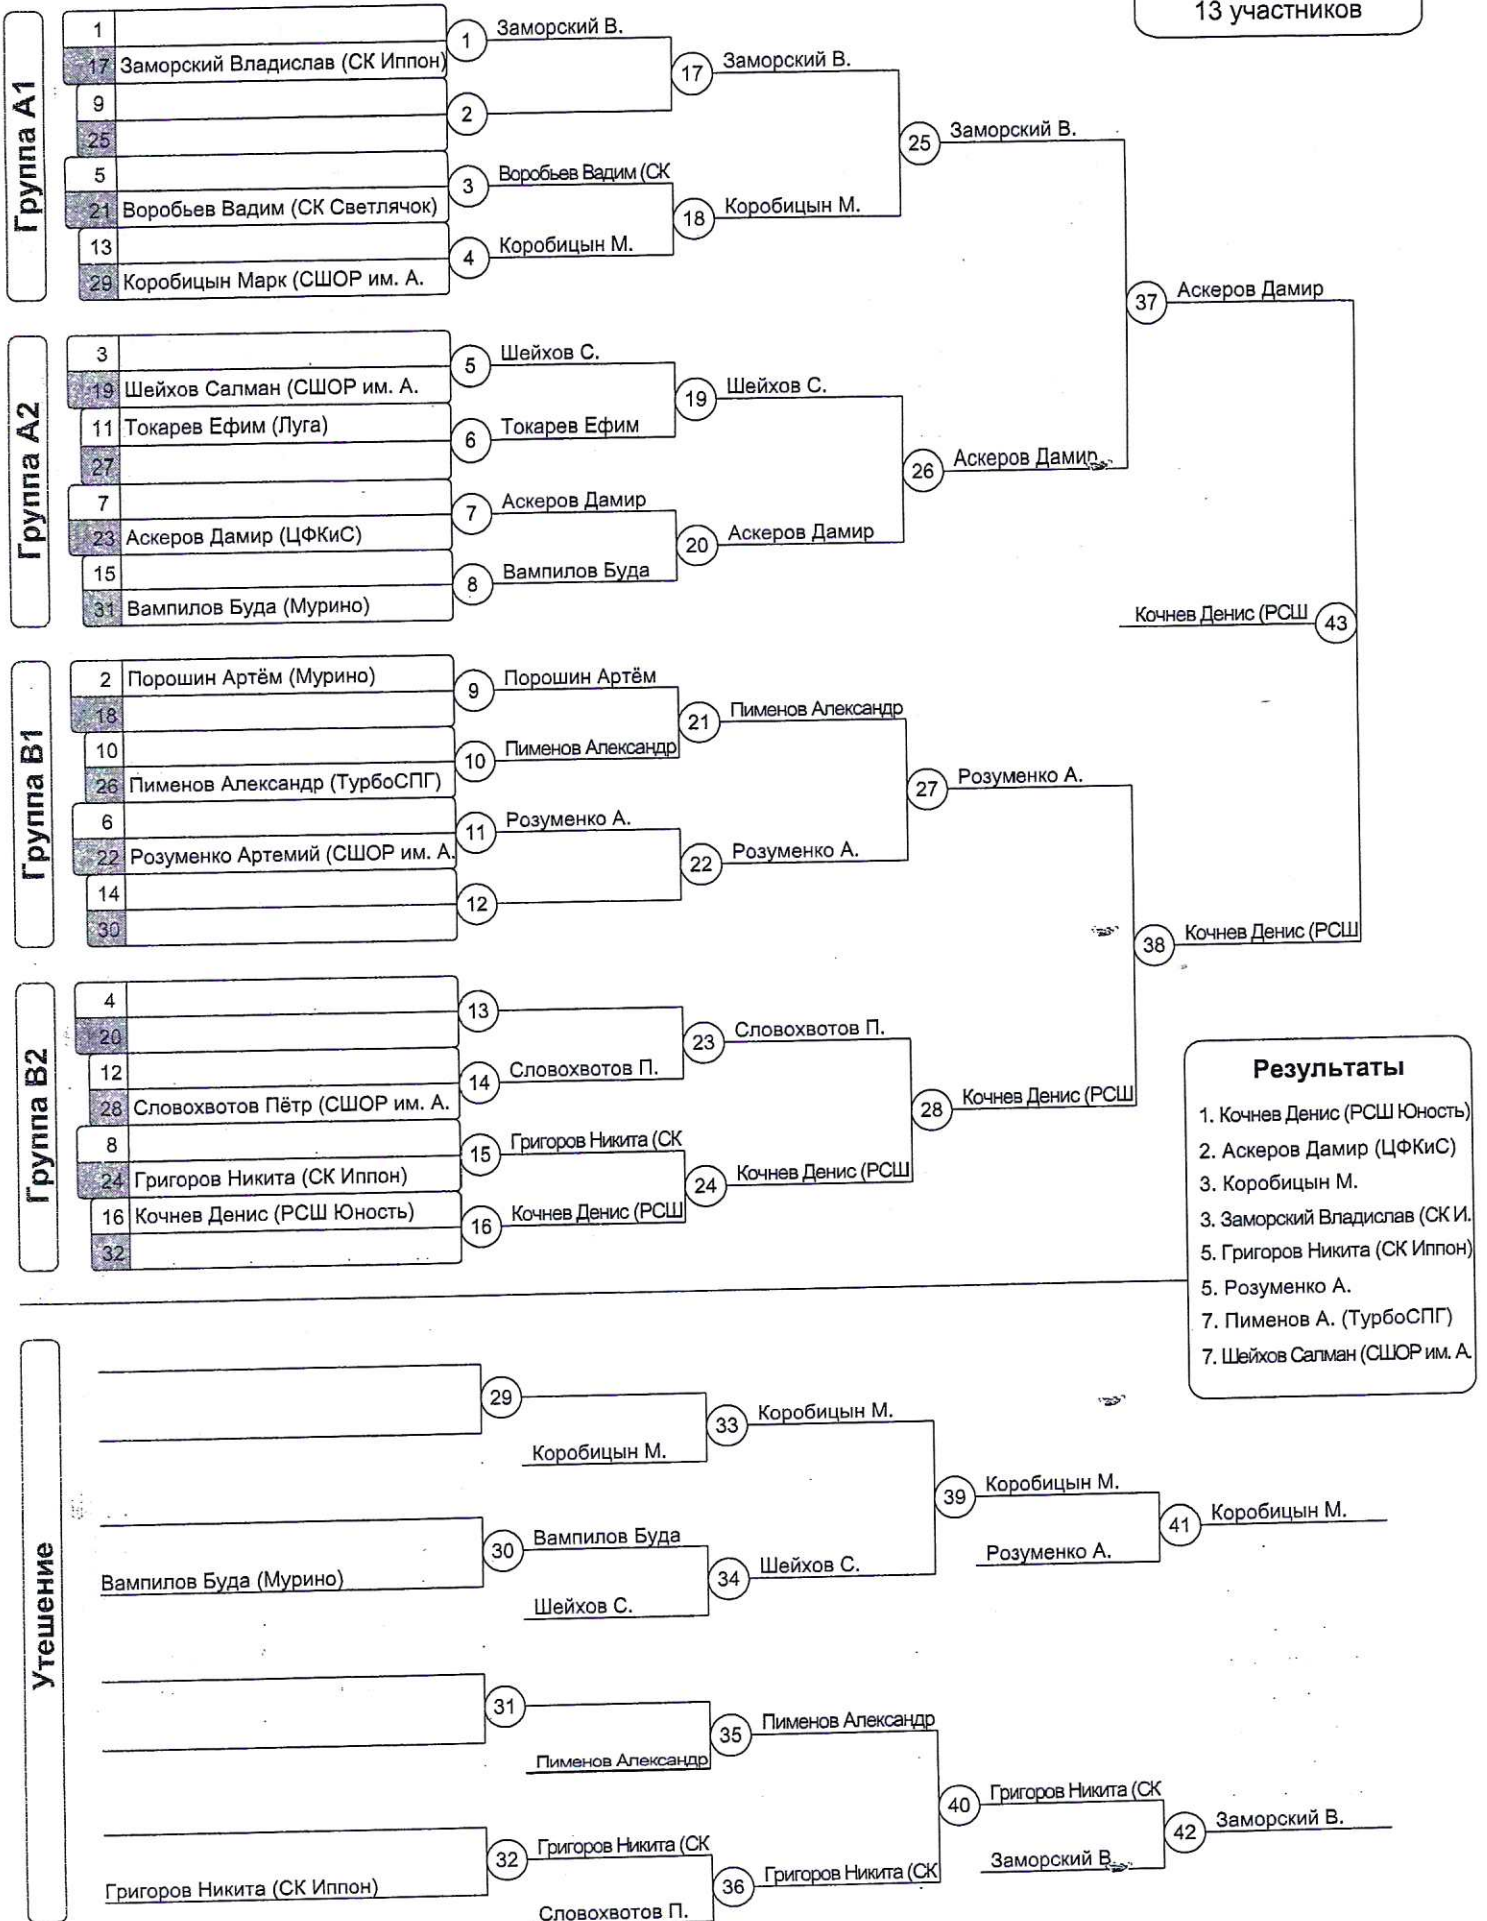 13 участников
Группа A1
1
17 Заморский Владислав (СК Иппон)
9
25
5
21 Воробьев Вадим (СК Светлячок)
13
29 Коробицын Марк (СШОР им. А.
1 Заморский В.
2
3 Воробьев Вадим (СК
4 Коробицын М.
17 Заморский В.
18 Коробицын М.
25 Заморский В.
Группа A2
3
19 Шейхов Салман (СШОР им. А.
11 Токарев Ефим (Луга)
27
7
23 Аскеров Дамир (ЦФКиС)
15
31 Вампилов Буда (Мурино)
5 Шейхов С.
6 Токарев Ефим
7 Аскеров Дамир
8 Вампилов Буда
19 Шейхов С.
20 Аскеров Дамир
26 Аскеров Дамир
37 Аскеров Дамир
Кочнев Денис (РСШ 43
Группа B1
2 Порошин Артём (Мурино)
18
10
26 Пименов Александр (ТурбоСПГ)
6
22 Розуменко Артемий (СШОР им. А.
14
30
9 Порошин Артём
10 Пименов Александр
11 Розуменко А.
12
21 Пименов Александр
22 Розуменко А.
27 Розуменко А.
Группа B2
4
20
12
28 Словохвотов Пётр (СШОР им. А.
8
24 Григоров Никита (СК Иппон)
16 Кочнев Денис (РСШ Юность)
32
13
14 Словохвотов П.
15 Григоров Никита (СК
16 Кочнев Денис (РСШ
23 Словохвотов П.
24 Кочнев Денис (РСШ
28 Кочнев Денис (РСШ
38 Кочнев Денис (РСШ
Результаты
1. Кочнев Денис (РСШ Юность)
2. Аскеров Дамир (ЦФКиС)
3. Коробицын М.
3. Заморский Владислав (СК И.
5. Григоров Никита (СК Иппон)
5. Розуменко А.
7. Пименов А. (ТурбоСПГ)
7. Шейхов Салман (СШОР им. А.
Утешение
29
Коробицын М.
33 Коробицын М.
Вампилов Буда (Мурино)
30 Вампилов Буда
Шейхов С.
34 Шейхов С.
39 Коробицын М.
Розуменко А.
41 Коробицын М.
31
Пименов Александр
35 Пименов Александр
Григоров Никита (СК Иппон)
32 Григоров Никита (СК
Словохвотов П.
36 Григоров Никита (СК
40 Григоров Никита (СК
Заморский В.
42 Заморский В.